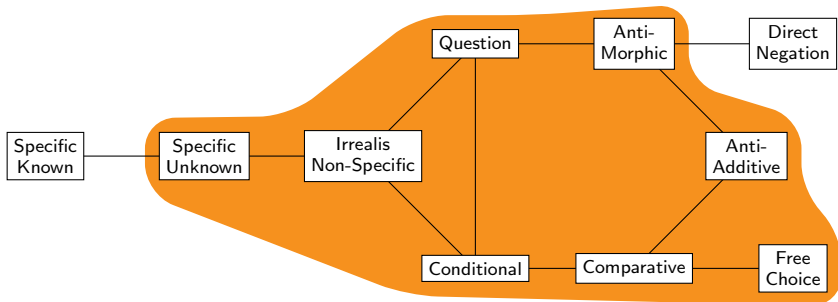 Question
Anti-
Morphic
Direct
Negation
Specific
Known
Specific
Unknown
Irrealis
Non-Specific
Anti-
Additive
Conditional
Comparative
Free
Choice